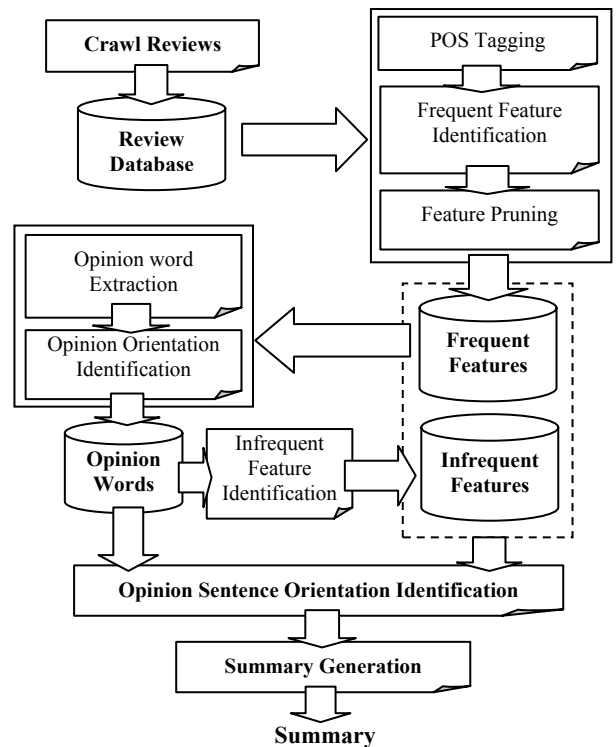 Crawl Reviews
Review
Database
POS Tagging
Frequent Feature
Identification
Feature Pruning
Opinion word
Extraction
Opinion Orientation
Identification
Frequent
Features
Opinion
Words
Infrequent
Feature
Identification
Infrequent
Features
Opinion Sentence Orientation Identification
Summary Generation
Summary